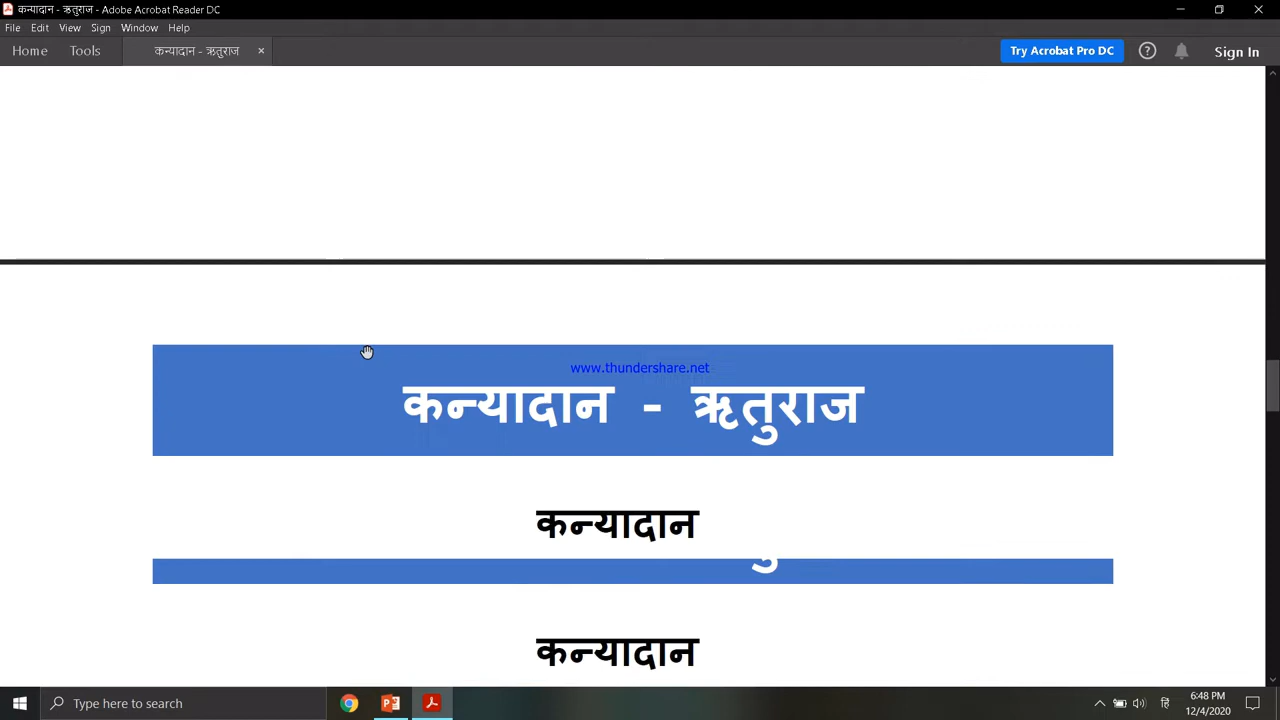 कन्यादान - ऋतुराज - Adobe Acrobat Reader DC
File Edit View Sign Window Help
Home Tools कन्यादान - ऋतुराज × Try Acrobat Pro DC ? Sign In
www.thundershare.net
कन्यादान - ऋतुराज
कन्यादान
कन्यादान
Type here to search
हिं 6:48 PM
12/4/2020